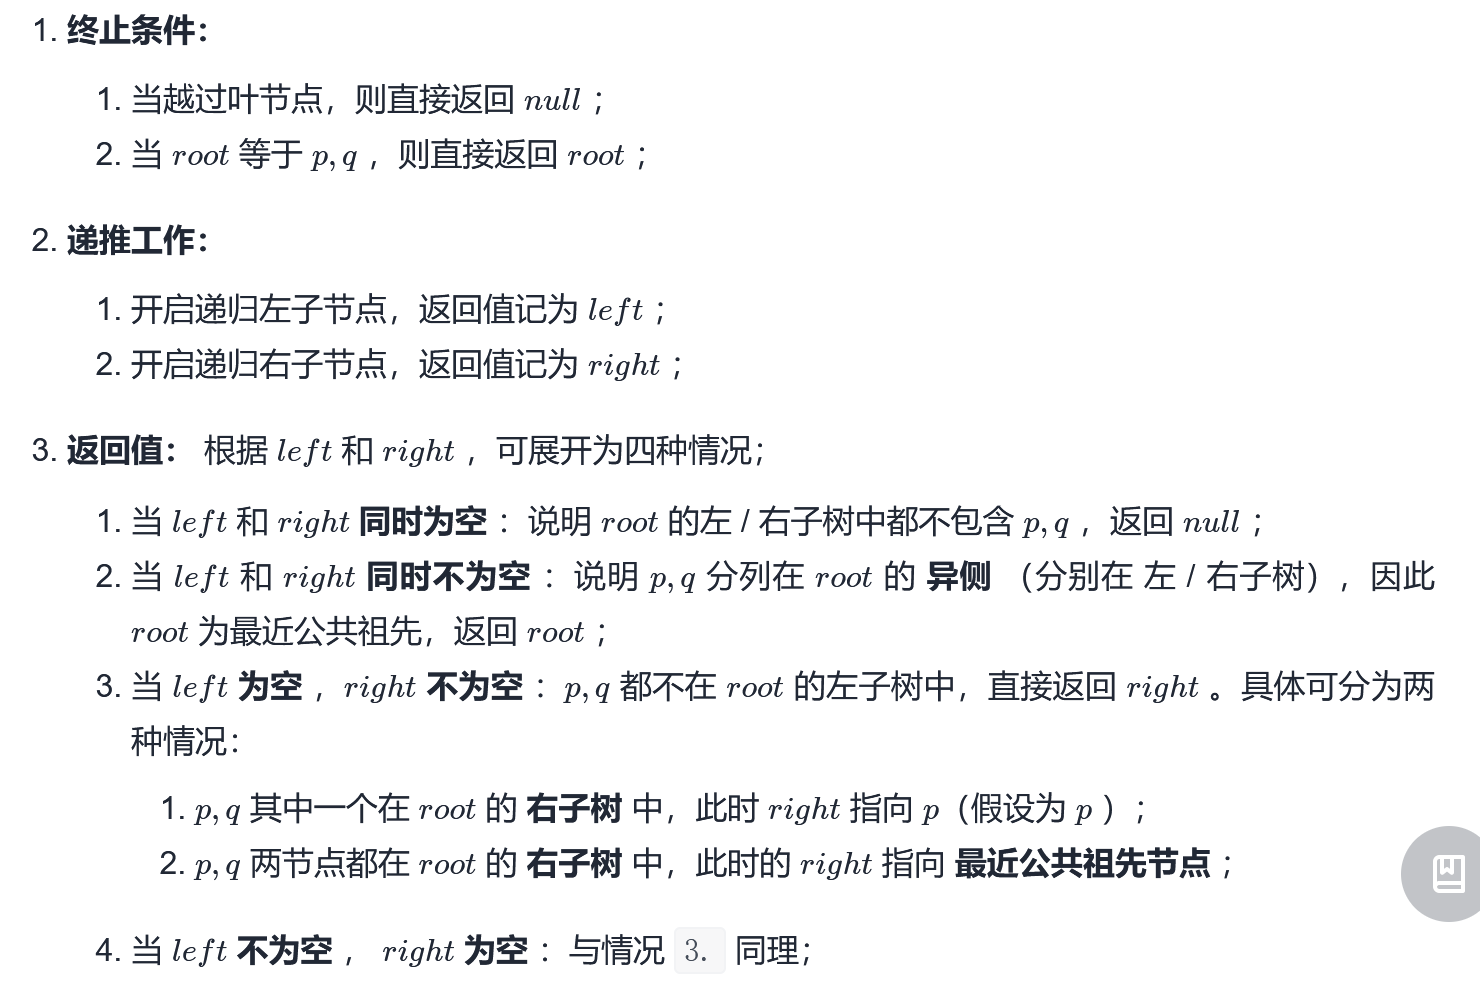 1. 终止条件：
1. 当越过叶节点，则直接返回 null ；
2. 当 root 等于 p, q ，则直接返回 root ；
2. 递推工作：
1. 开启递归左子节点，返回值记为 left ；
2. 开启递归右子节点，返回值记为 right ；
3. 返回值： 根据 left 和 right ，可展开为四种情况；
1. 当 left 和 right 同时为空 ：说明 root 的左 / 右子树中都不包含 p, q ，返回 null ；
2. 当 left 和 right 同时不为空 ：说明 p, q 分列在 root 的 异侧 （分别在 左 / 右子树），因此
root 为最近公共祖先，返回 root ；
3. 当 left 为空 ，right 不为空 ：p, q 都不在 root 的左子树中，直接返回 right 。具体可分为两
种情况：
1. p, q 其中一个在 root 的 右子树 中，此时 right 指向 p（假设为 p ）；
2. p, q 两节点都在 root 的 右子树 中，此时的 right 指向 最近公共祖先节点 ；
4. 当 left 不为空 ， right 为空 ：与情况 3. 同理；